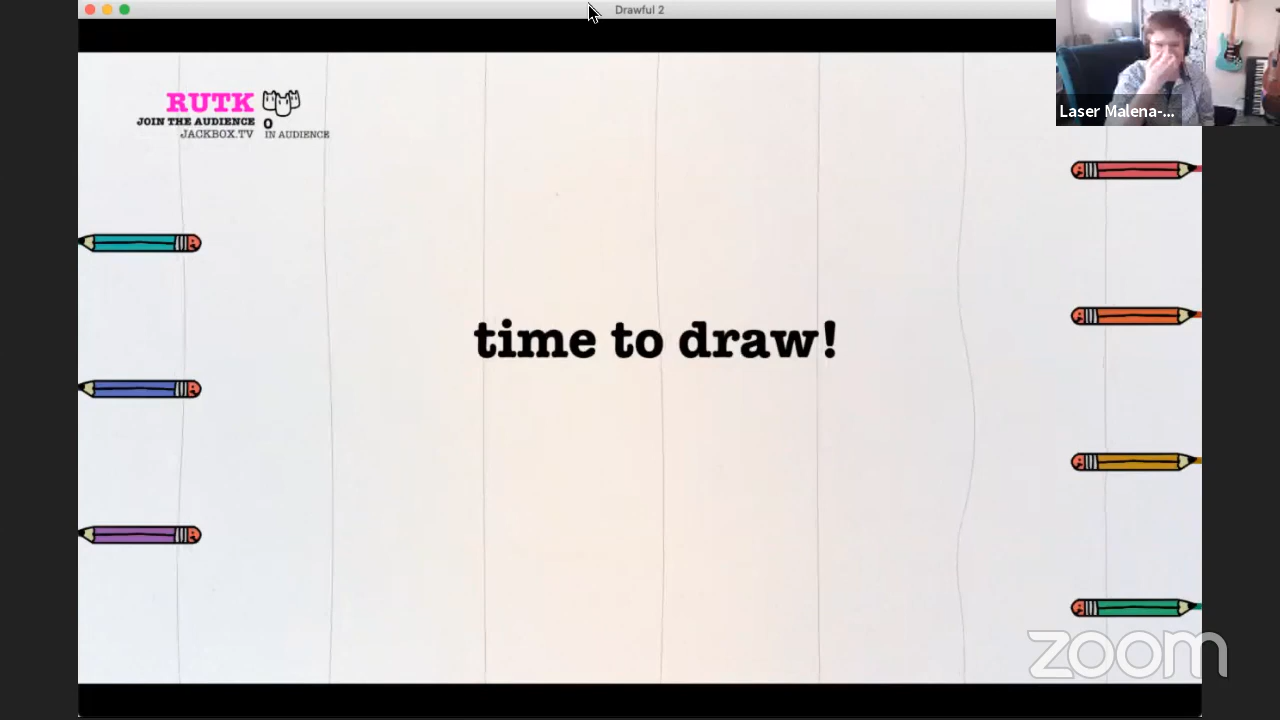 Drawful 2
RUTK
JOIN THE AUDIENCE
JACKBOX.TV
0
IN AUDIENCE
Laser Malena-...
time to draw!
zoom